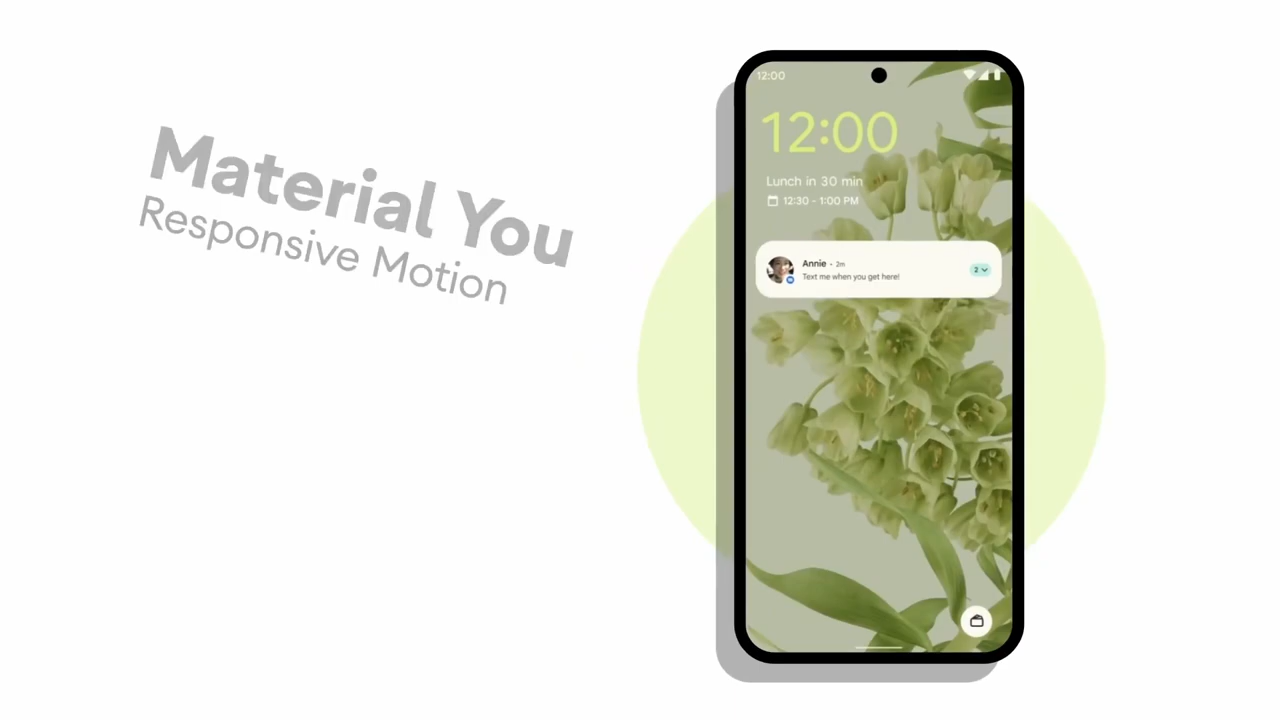 Material You
Responsive Motion
12:00
12:00
Lunch in 30 min
12:30 - 1:00 PM
Annie • 2m
2
Text me when you get here!